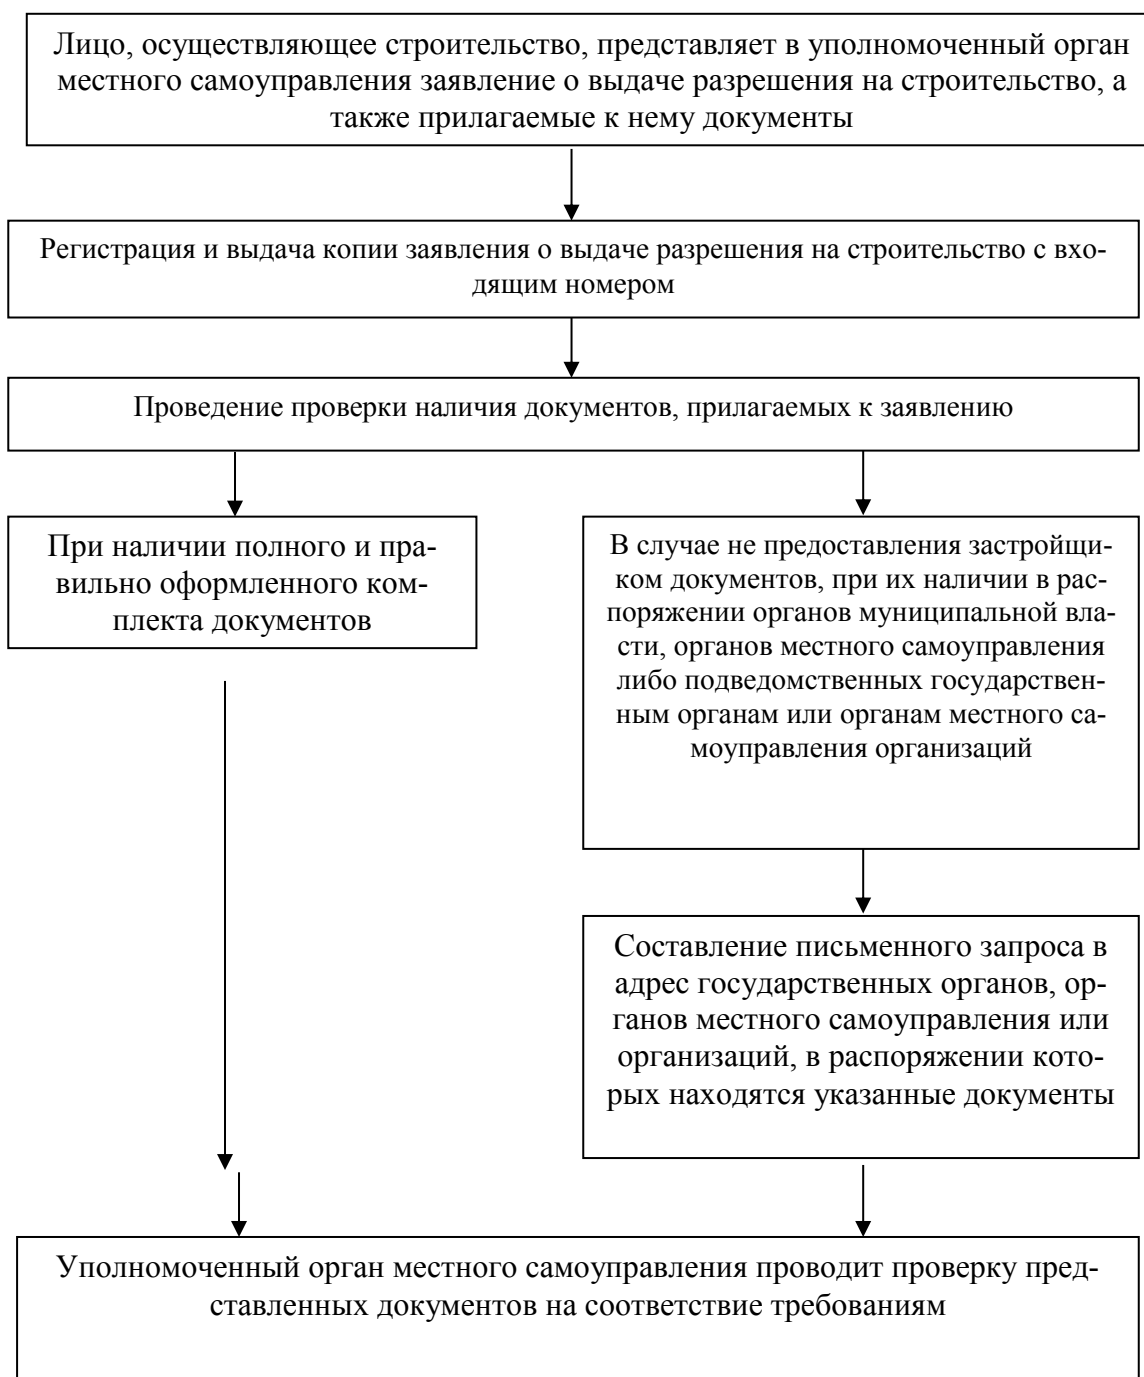 Лицо, осуществляющее строительство, представляет в уполномоченный орган
местного самоуправления заявление о выдаче разрешения на строительство, а
также прилагаемые к нему документы
Регистрация и выдача копии заявления о выдаче разрешения на строительство с вхо-
дящим номером
Проведение проверки наличия документов, прилагаемых к заявлению
При наличии полного и пра-
вильно оформленного ком-
плекта документов
В случае не предоставления застройщи-
ком документов, при их наличии в рас-
поряжении органов муниципальной вла-
сти, органов местного самоуправления
либо подведомственных государствен-
ным органам или органам местного са-
моуправления организаций
Составление письменного запроса в
адрес государственных органов, ор-
ганов местного самоуправления или
организаций, в распоряжении кото-
рых находятся указанные документы
Уполномоченный орган местного самоуправления проводит проверку пред-
ставленных документов на соответствие требованиям